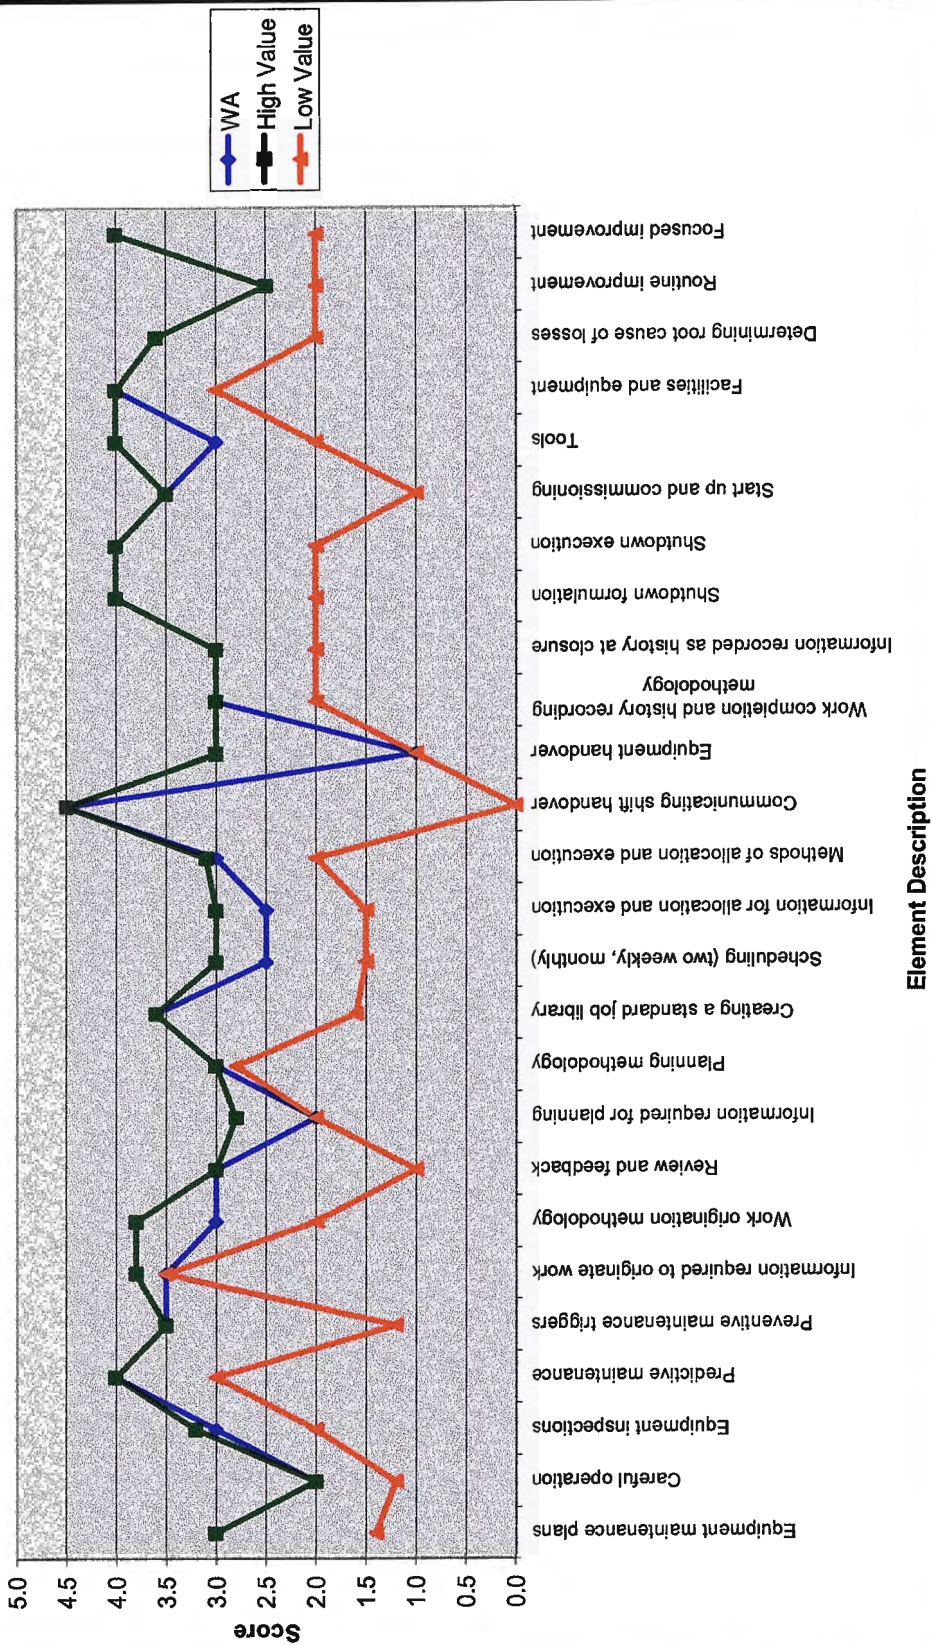 WA
High Value
Low Value
5.0
4.5
4.0
3.5
3.0
2.5
2.0
1.5
1.0
0.5
0.0
Score
Equipment maintenance plans
Careful operation
Equipment inspections
Predictive maintenance
Preventive maintenance triggers
Information required to originate work
Work origination methodology
Review and feedback
Information required for planning
Planning methodology
Creating a standard job library
Scheduling (two weekly, monthly)
Information for allocation and execution
Methods of allocation and execution
Communicating shift handover
Equipment handover
Work completion and history recording
methodology
Information recorded as history at closure
Shutdown formulation
Shutdown execution
Start up and commissioning
Tools
Facilities and equipment
Determining root cause of losses
Routine improvement
Focused improvement
Element Description